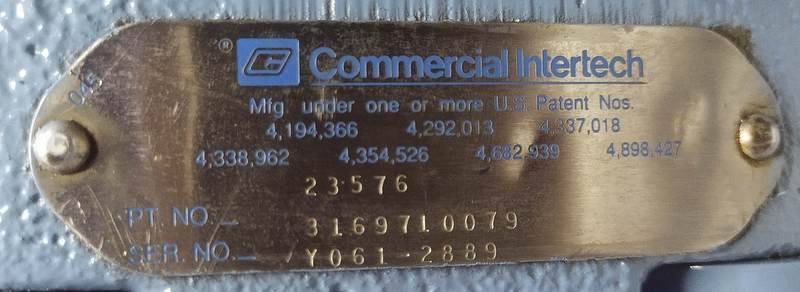 ® Commercial Intertech
Mfg. under one or more U.S. Patent Nos.
4,194,366 4,292,013 4,337,018
4,338,962 4,354,526 4,682,939 4,898,427
23576
PT NO. 3169710079
SER. NO. Y061-2889